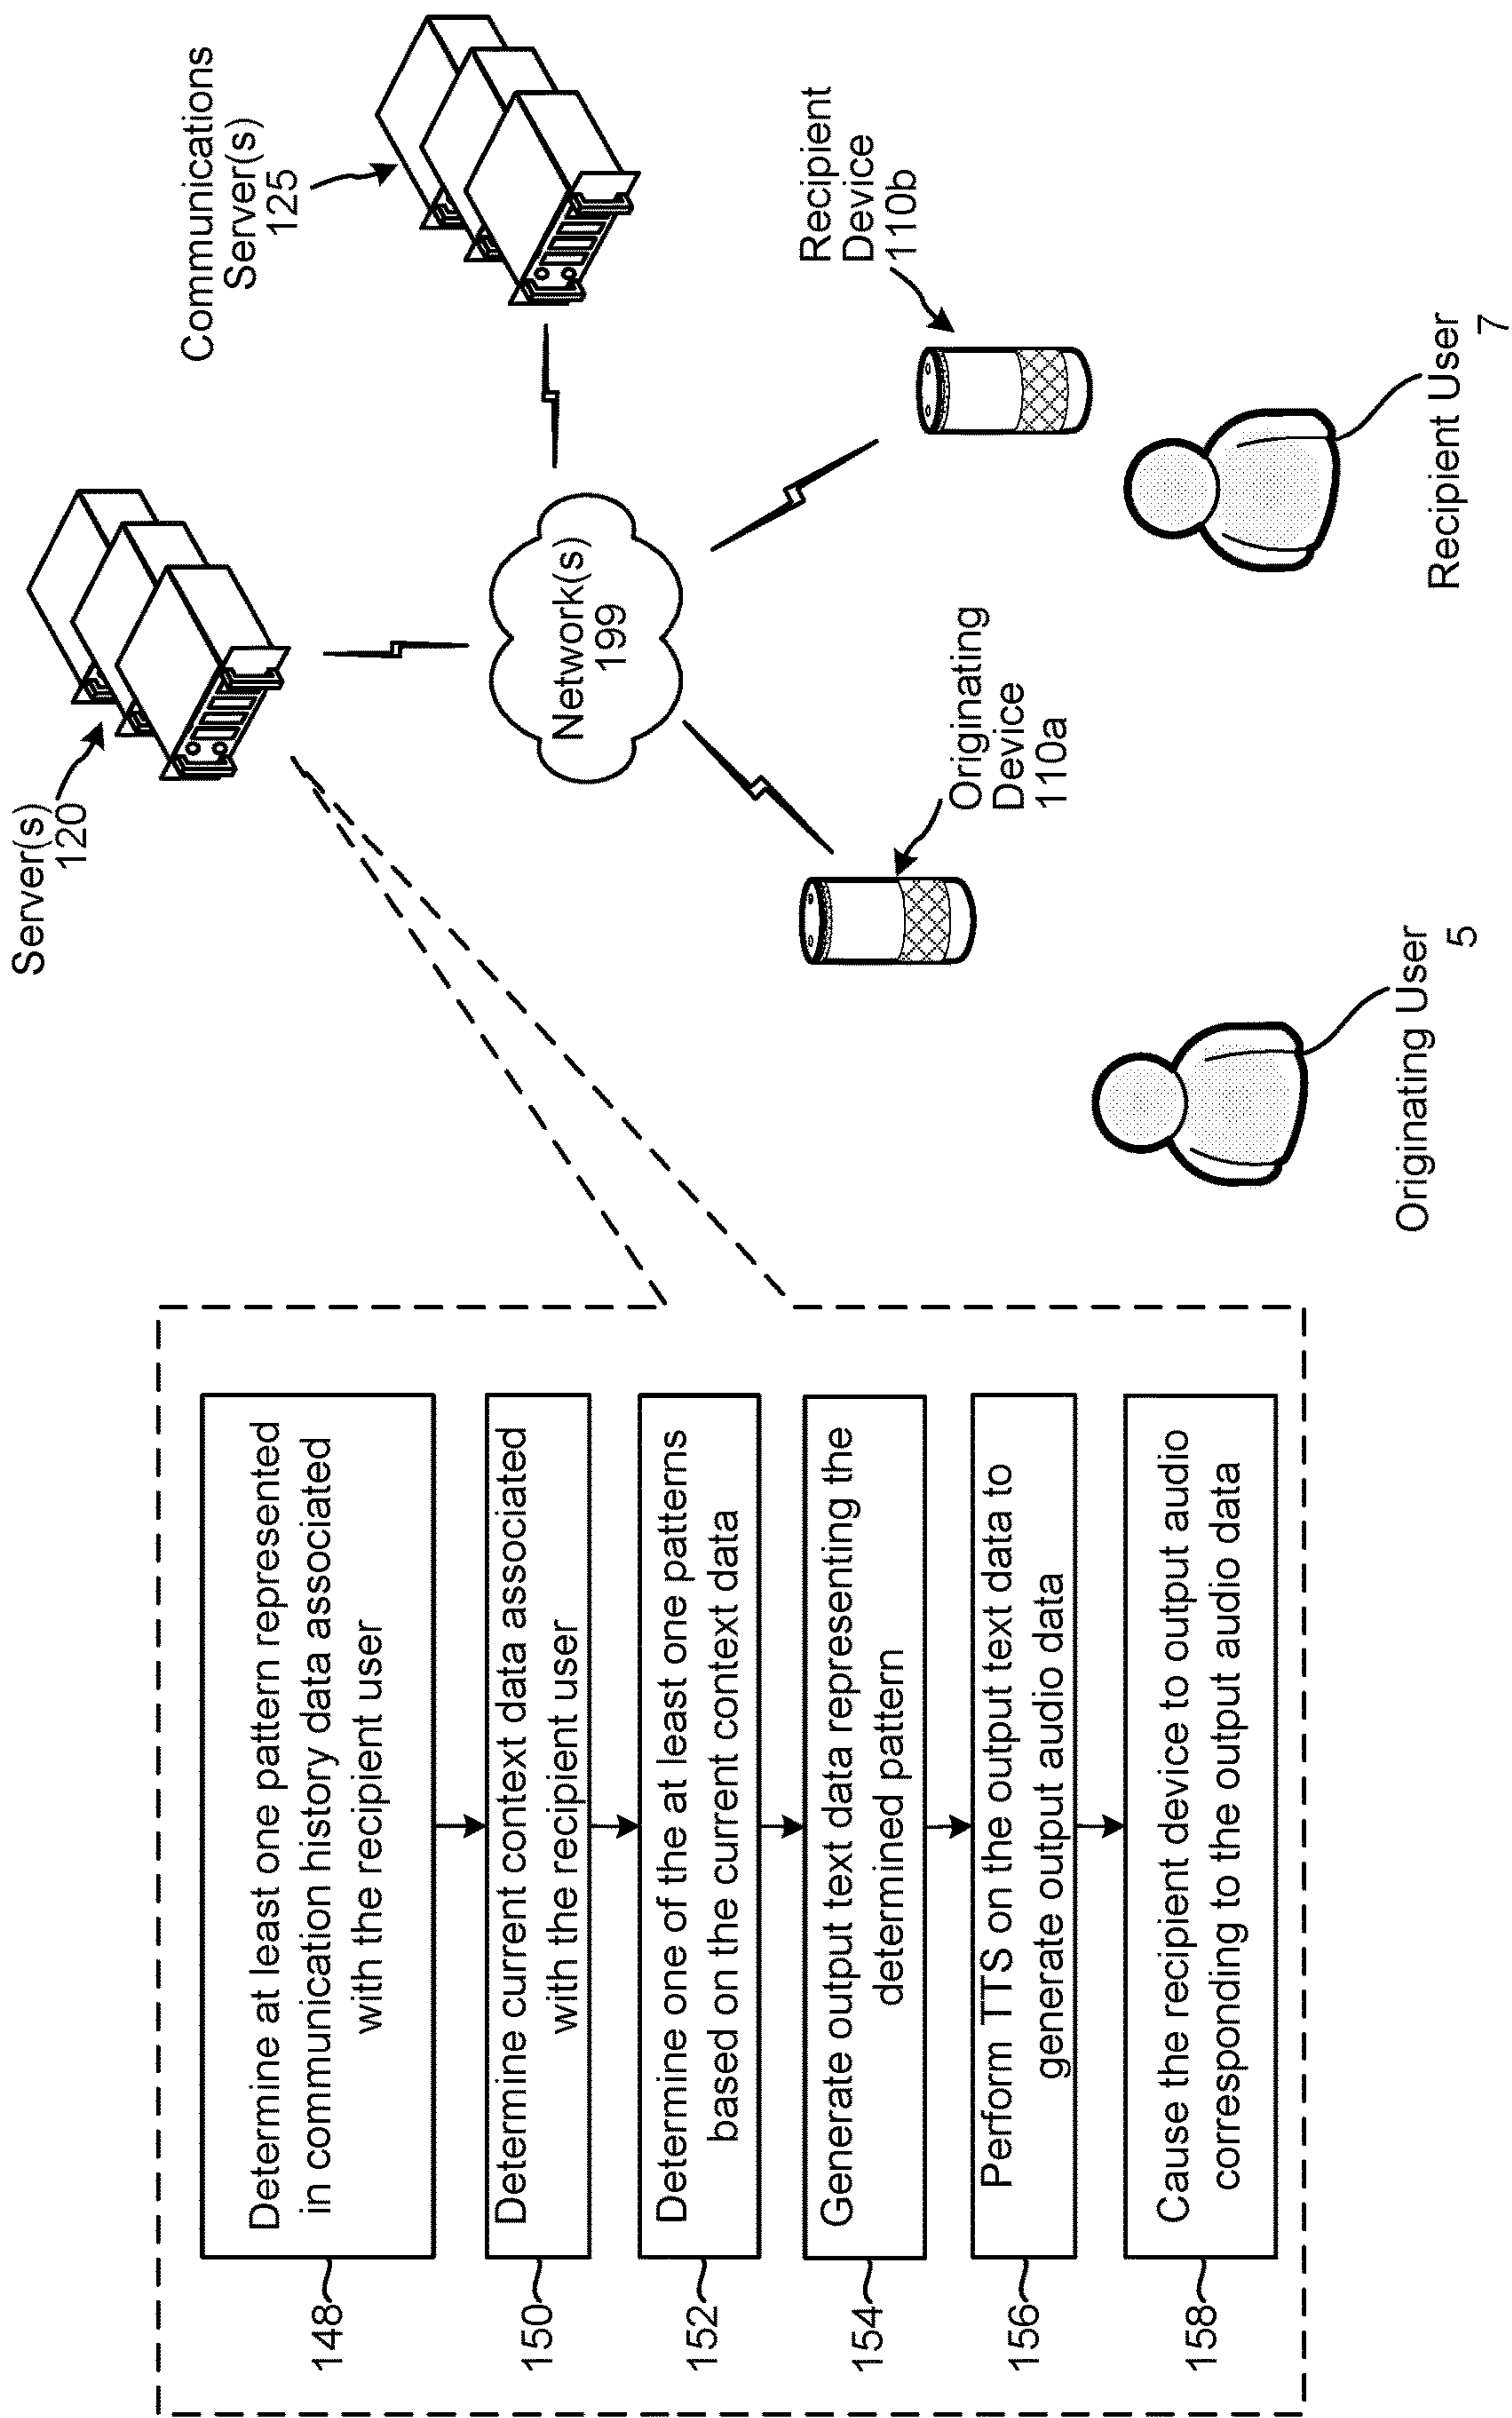 148
Determine at least one pattern represented
in communication history data associated
with the recipient user
150
Determine current context data associated
with the recipient user
152
Determine one of the at least one patterns
based on the current context data
154
Generate output text data representing the
determined pattern
156
Perform TTS on the output text data to
generate output audio data
158
Cause the recipient device to output audio
corresponding to the output audio data
Server(s)
120
Communications
Server(s)
125
Network(s)
199
Originating
Device
110a
Recipient
Device
110b
Originating User
5
Recipient User
7